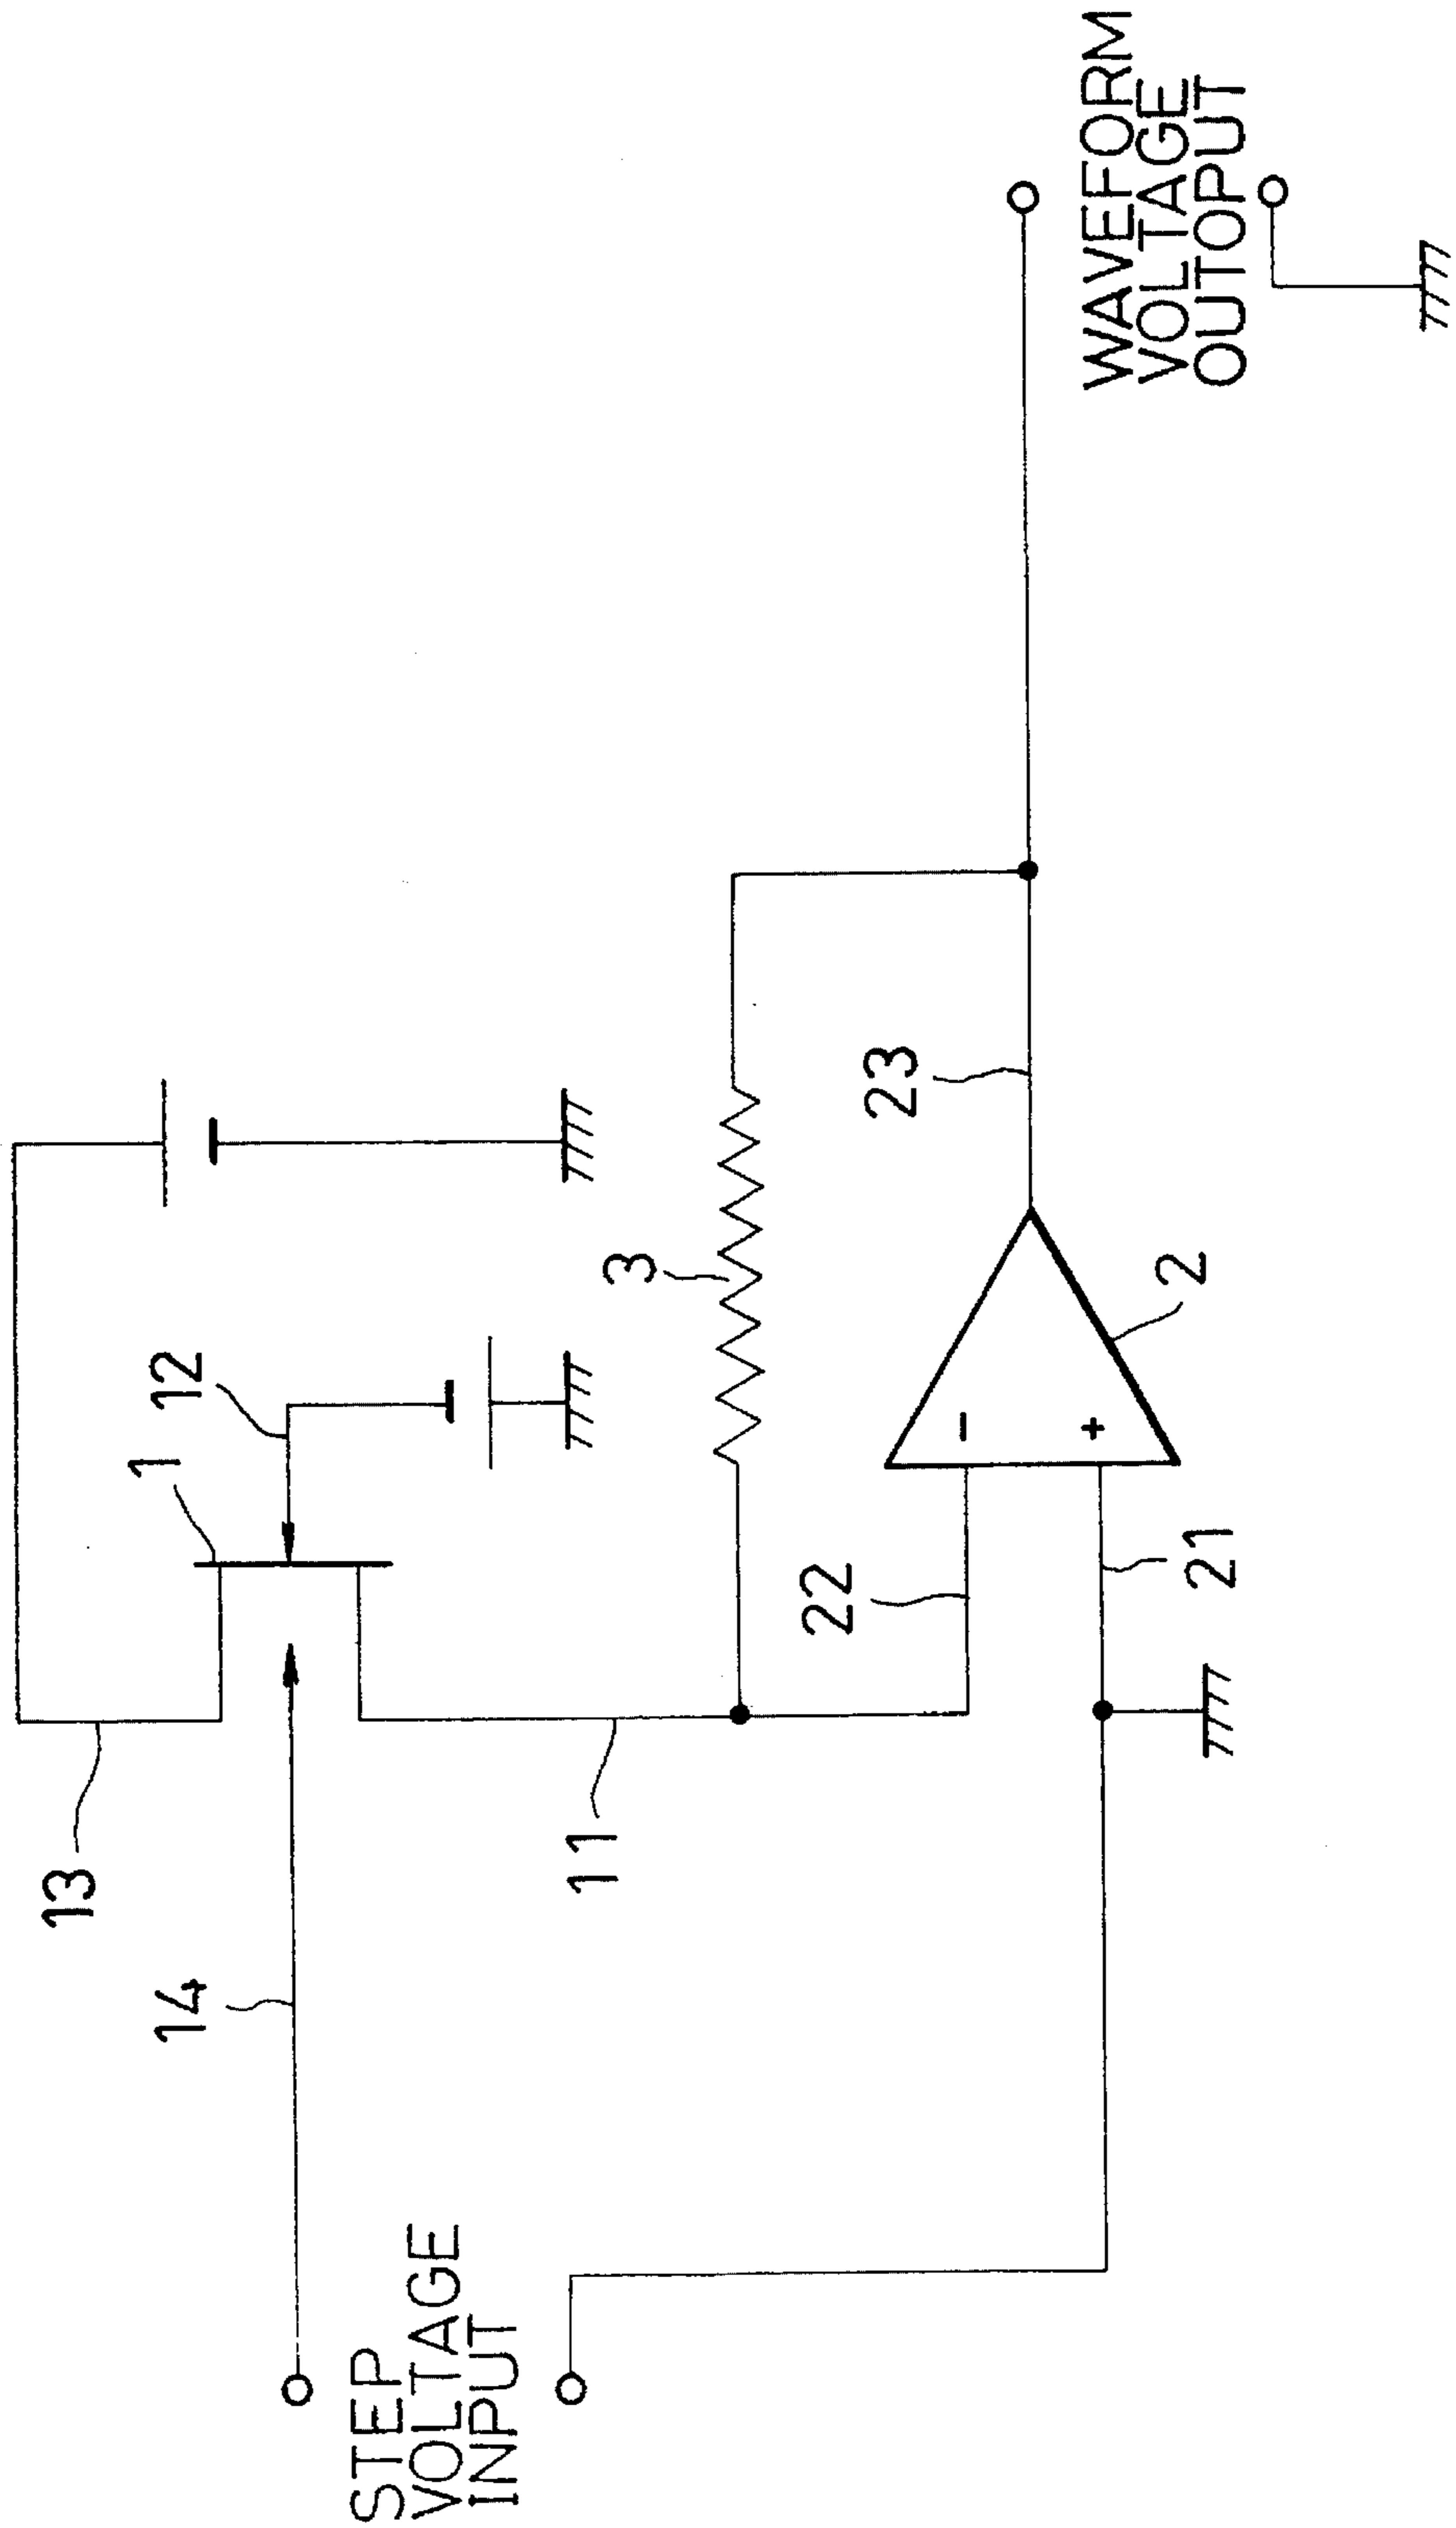 13
1
12
14
STEP
VOLTAGE
INPUT
11
3
22
-
+
21
2
23
WAVEFORM
VOLTAGE
OUTOPUT